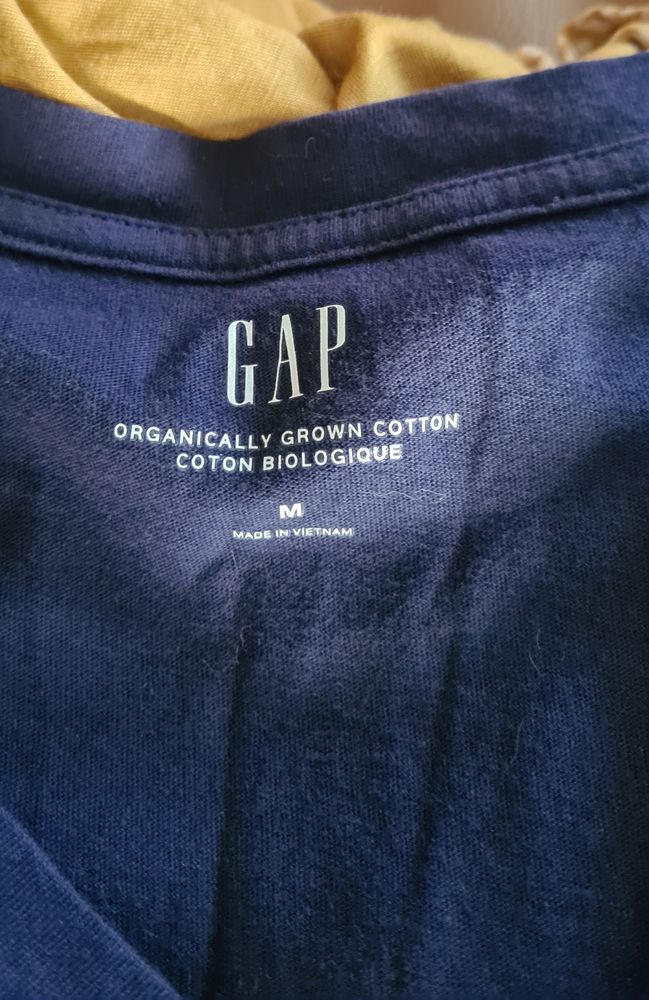 GAP
ORGANICALLY GROWN COTTON
COTON BIOLOGIQUE
M
MADE IN VIETNAM